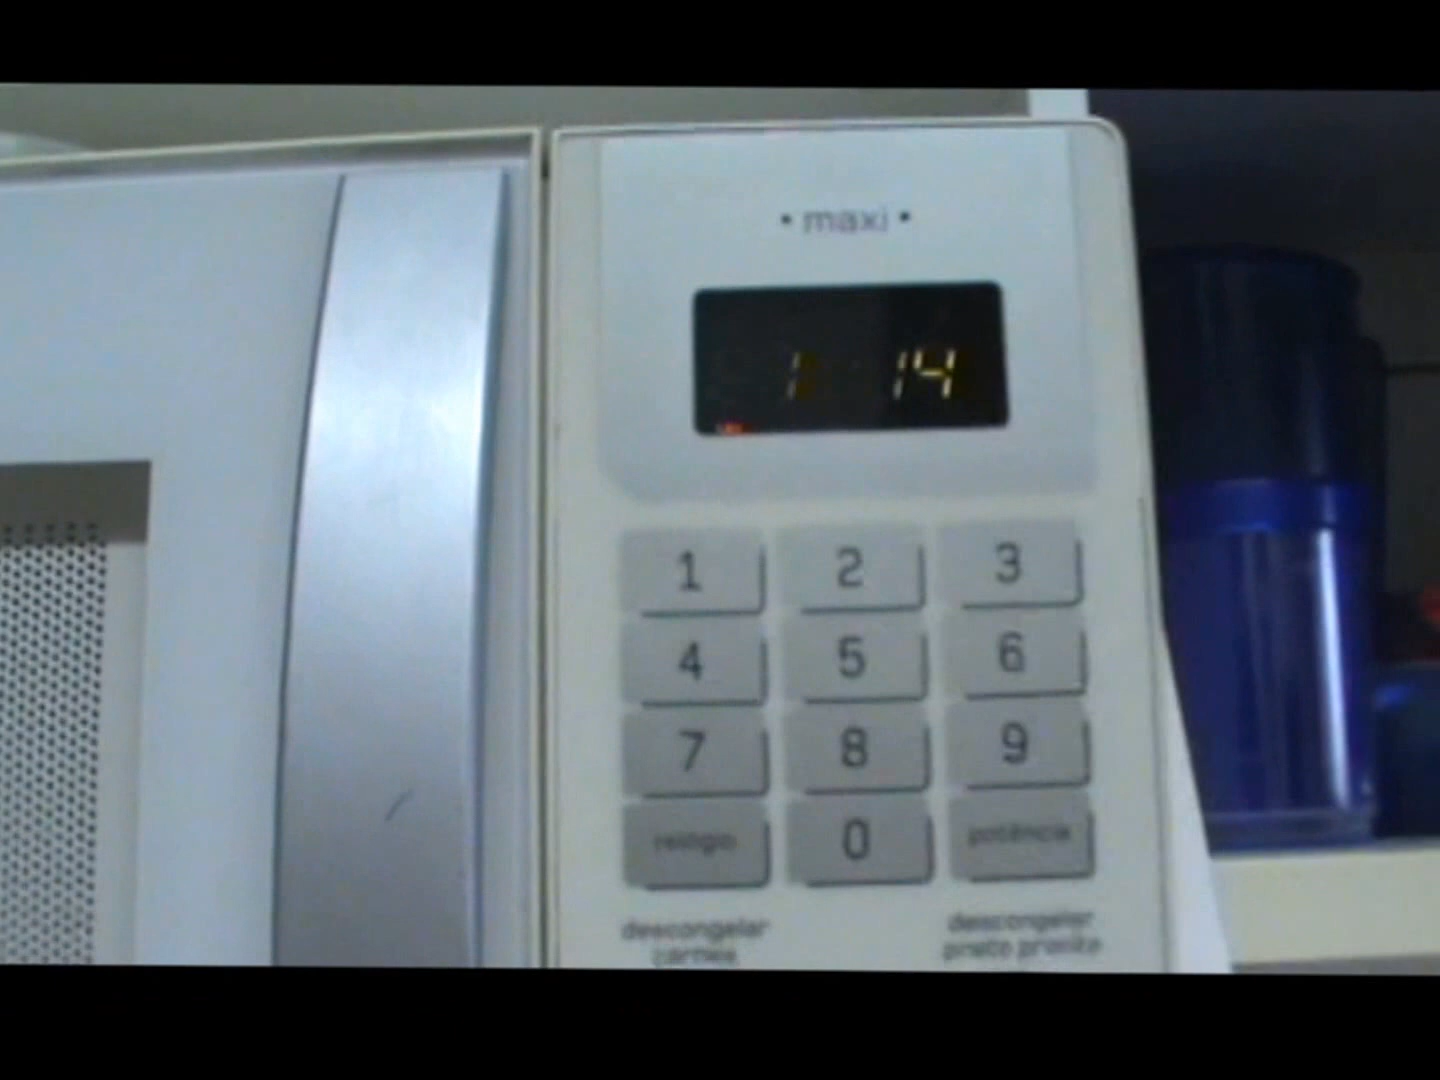 • maxi •
1 14
1 2 3
4 5 6
7 8 9
relógio 0 potência
descongelar carnes
descongelar prato pronto